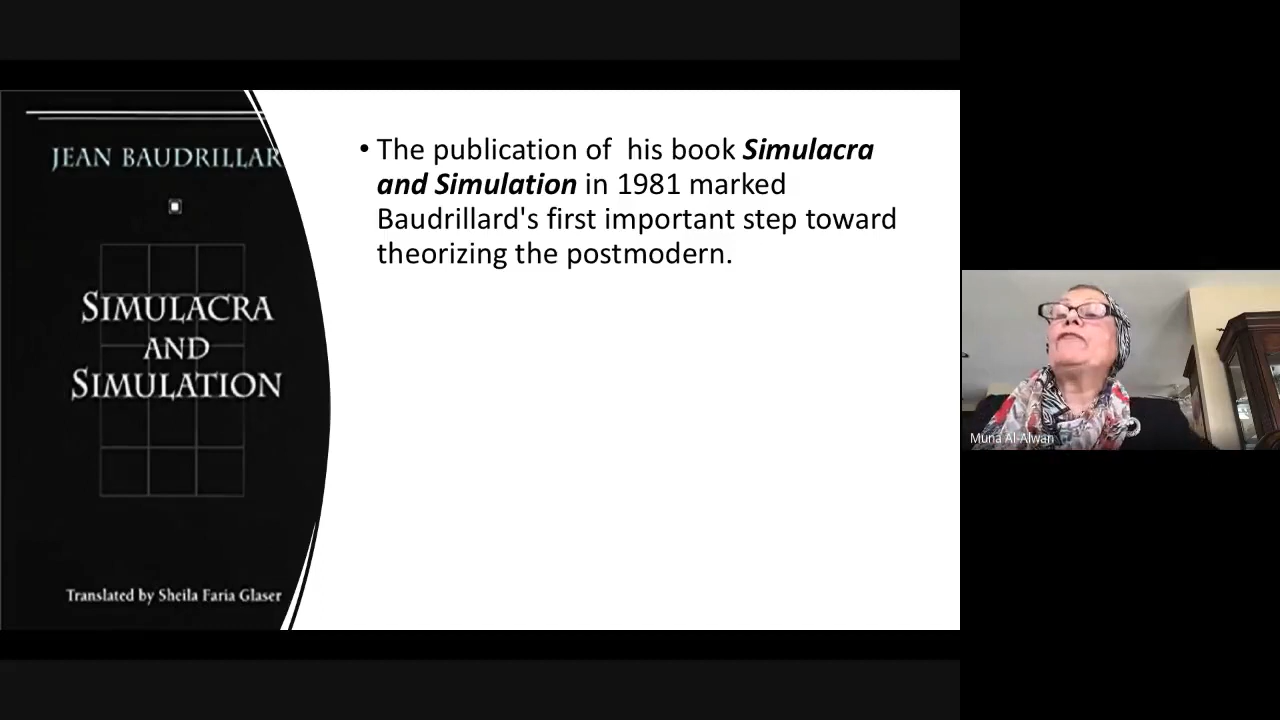 JEAN BAUDRILLAR
SIMULACRA
AND
SIMULATION
Translated by Sheila Faria Glaser
• The publication of  his book Simulacra
and Simulation in 1981 marked
Baudrillard's first important step toward
theorizing the postmodern.
Muna Al-Alwan